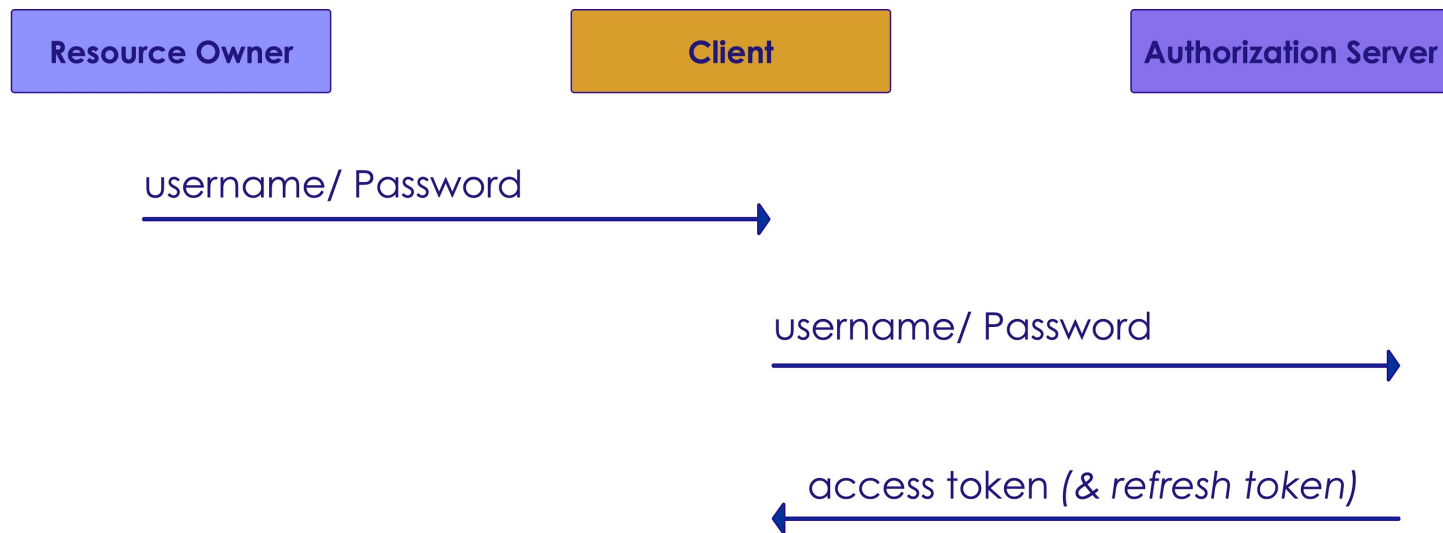 Resource Owner
Client
Authorization Server
username/ Password
username/ Password
access token (& refresh token)